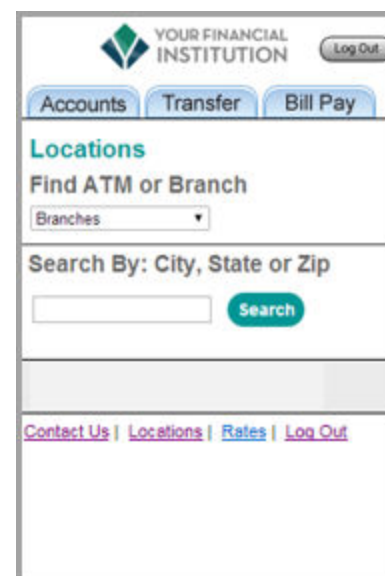 YOUR FINANCIAL
INSTITUTION
Log Out
Accounts Transfer Bill Pay
Locations
Find ATM or Branch
Branches
Search By: City, State or Zip
Search
Contact Us | Locations | Rates | Log Out